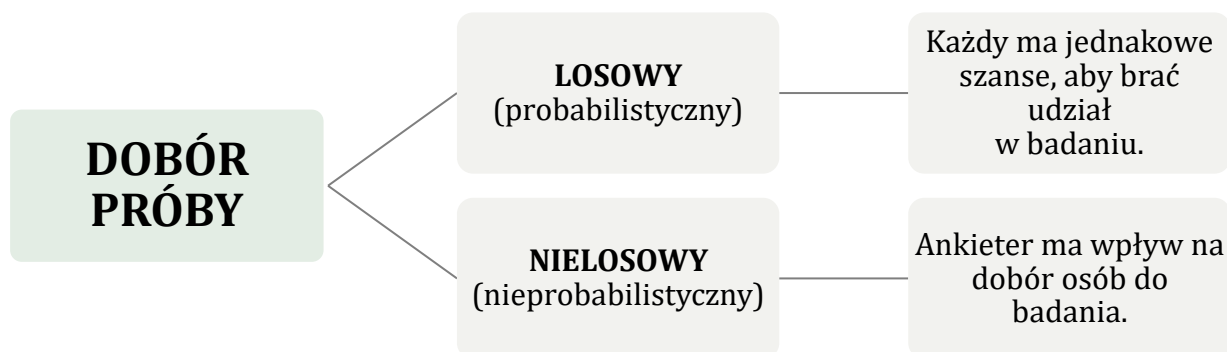 DOBÓR
PRÓBY
LOSOWY
(probabilistyczny)
Każdy ma jednakowe
szanse, aby brać
udział
w badaniu.
NIELOSOWY
(nieprobabilistyczny)
Ankieter ma wpływ na
dobór osób do
badania.